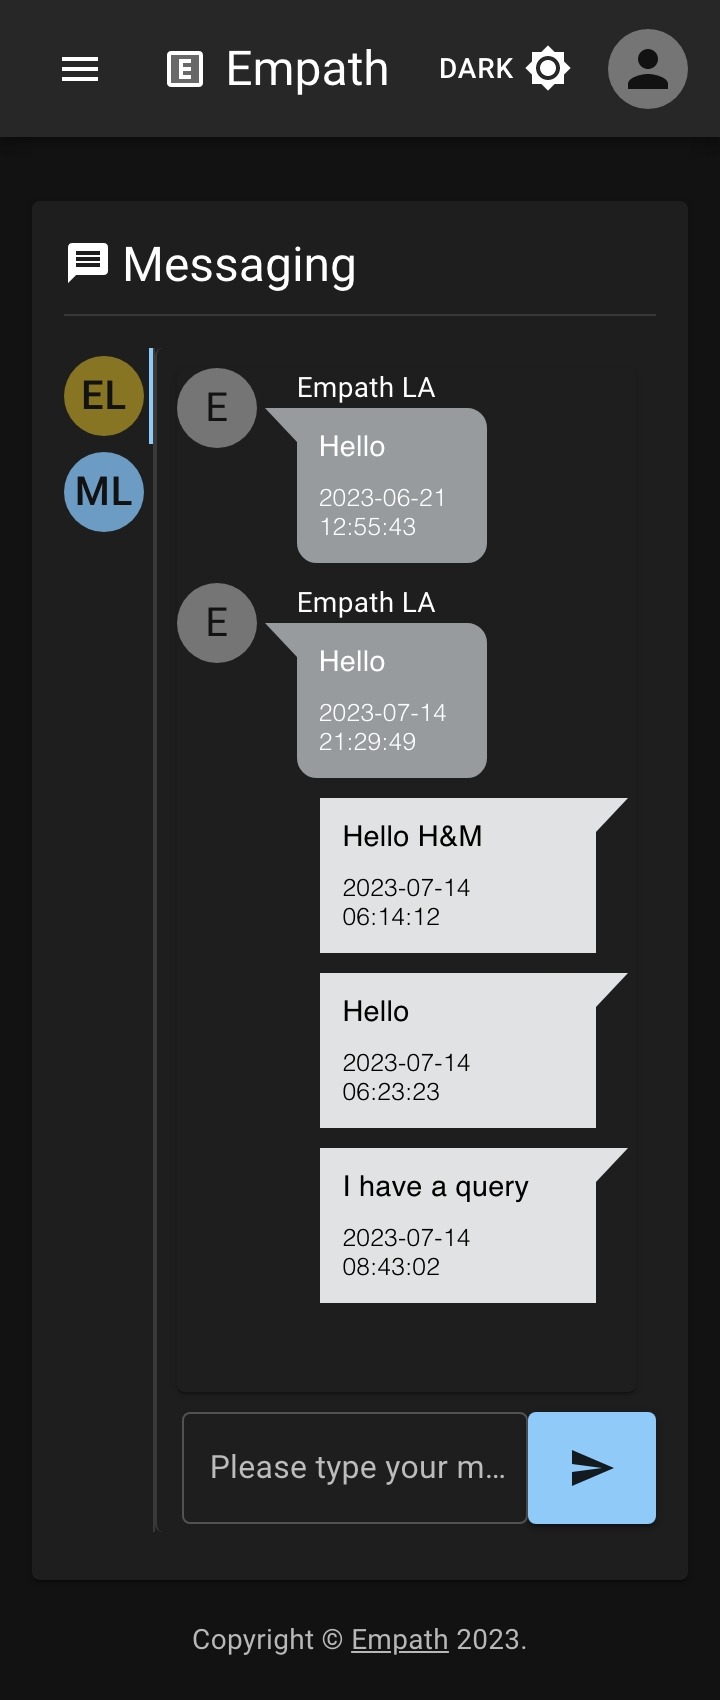 E Empath DARK
Messaging
EL
ML
E
Empath LA
Hello
2023-06-21
12:55:43
E
Empath LA
Hello
2023-07-14
21:29:49
Hello H&M
2023-07-14
06:14:12
Hello
2023-07-14
06:23:23
I have a query
2023-07-14
08:43:02
Please type your m...
Copyright © Empath 2023.